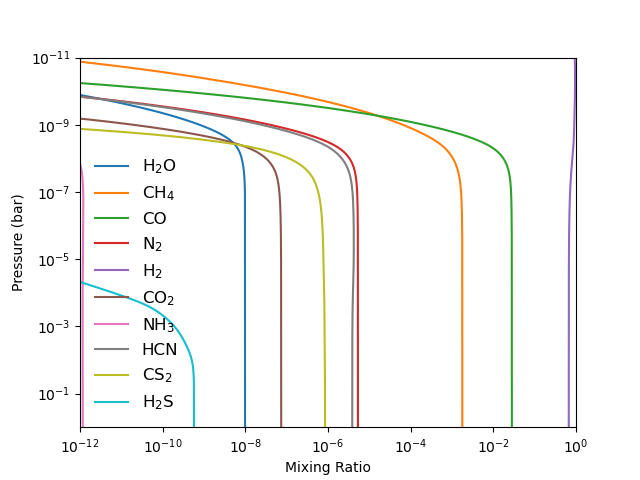 10⁻¹¹
10⁻⁹
10⁻⁷
10⁻⁵
10⁻³
10⁻¹
Pressure (bar)
H₂O
CH₄
CO
N₂
H₂
CO₂
NH₃
HCN
CS₂
H₂S
10⁻¹² 10⁻¹⁰ 10⁻⁸ 10⁻⁶ 10⁻⁴ 10⁻² 10⁰
Mixing Ratio